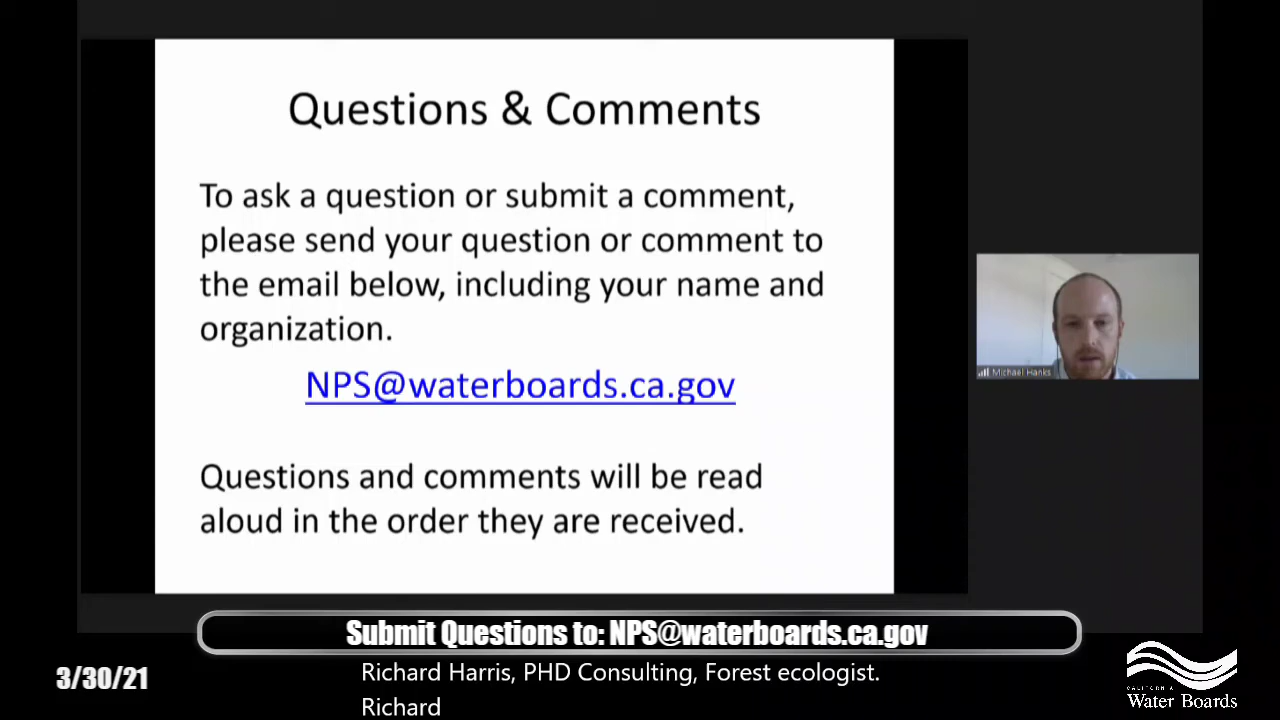 Questions & Comments
To ask a question or submit a comment,
please send your question or comment to
the email below, including your name and
organization.
NPS@waterboards.ca.gov
Questions and comments will be read
aloud in the order they are received.
Michael Hanks
Submit Questions to: NPS@waterboards.ca.gov
3/30/21
Richard Harris, PHD Consulting, Forest ecologist.
Richard
CALIFORNIA
Water Boards